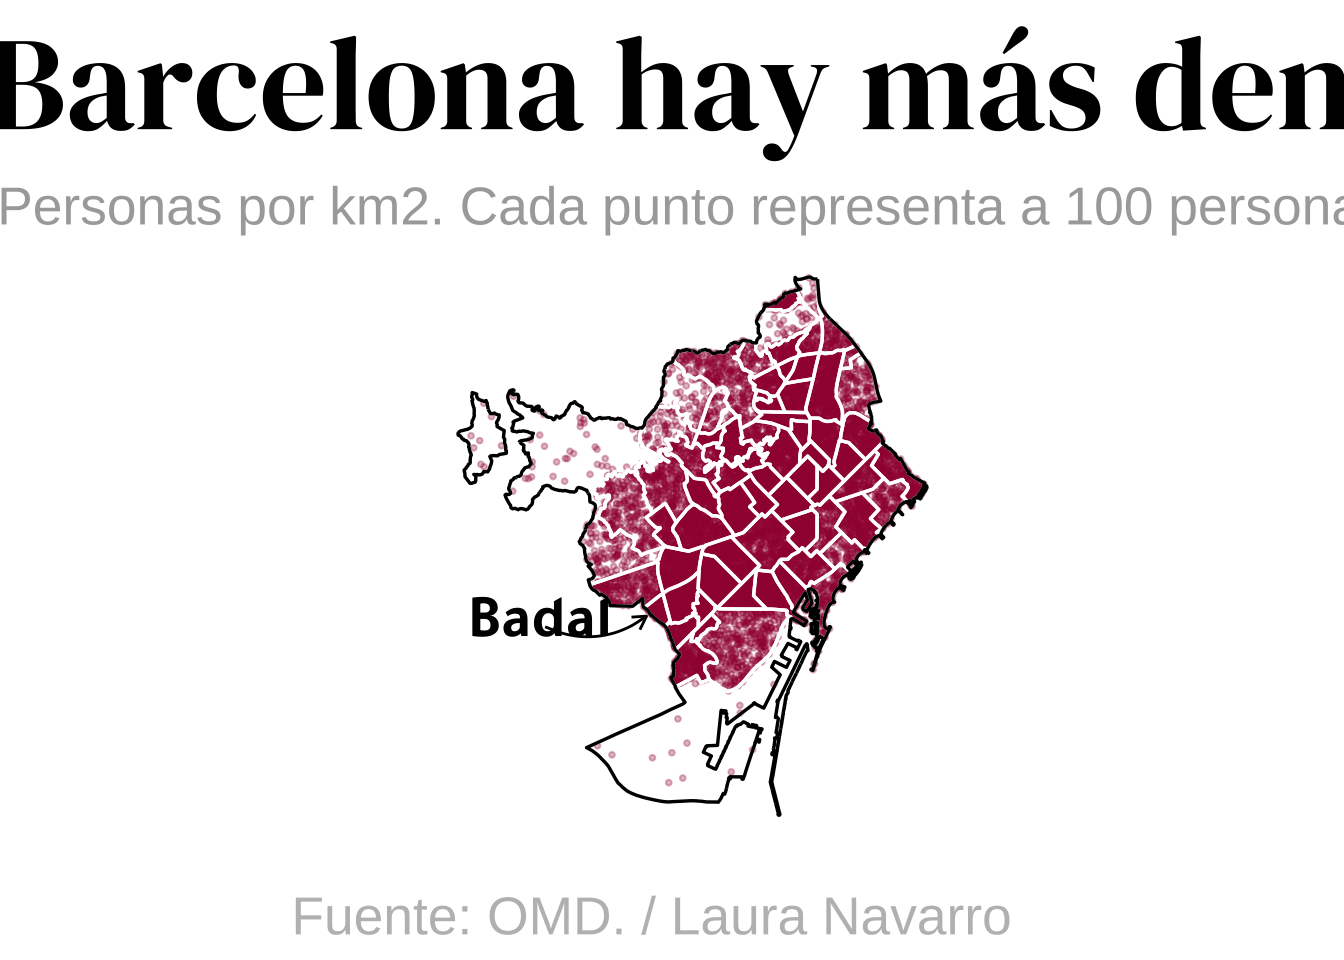 Barcelona hay más den
Personas por km2. Cada punto representa a 100 persona
Badal
Fuente: OMD. / Laura Navarro